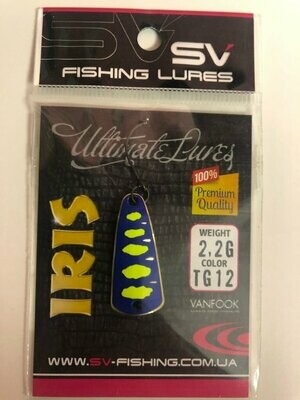 SV SV
FISHING LURES
Ultimate Lures
100%
Premium
Quality
IRIS
WEIGHT
2,2G
COLOR
TG12
VANFOOK
WWW.SV-FISHING.COM.UA